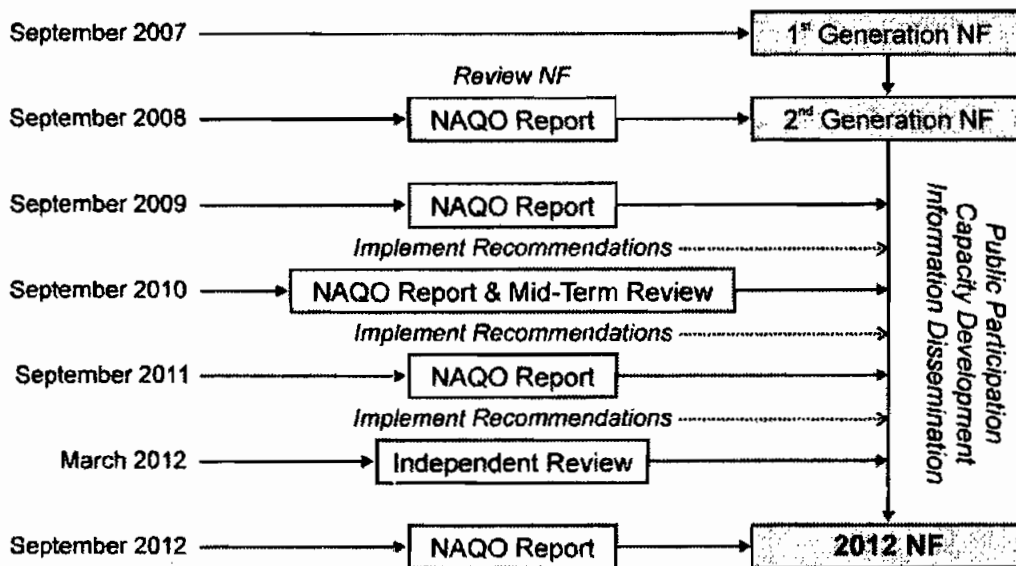 September 2007
1st Generation NF
Review NF
September 2008
NAQO Report
2nd Generation NF
September 2009
NAQO Report
Implement Recommendations
September 2010
NAQO Report & Mid-Term Review
Implement Recommendations
September 2011
NAQO Report
Implement Recommendations
March 2012
Independent Review
September 2012
NAQO Report
2012 NF
Public Participation
Capacity Development
Information Dissemination